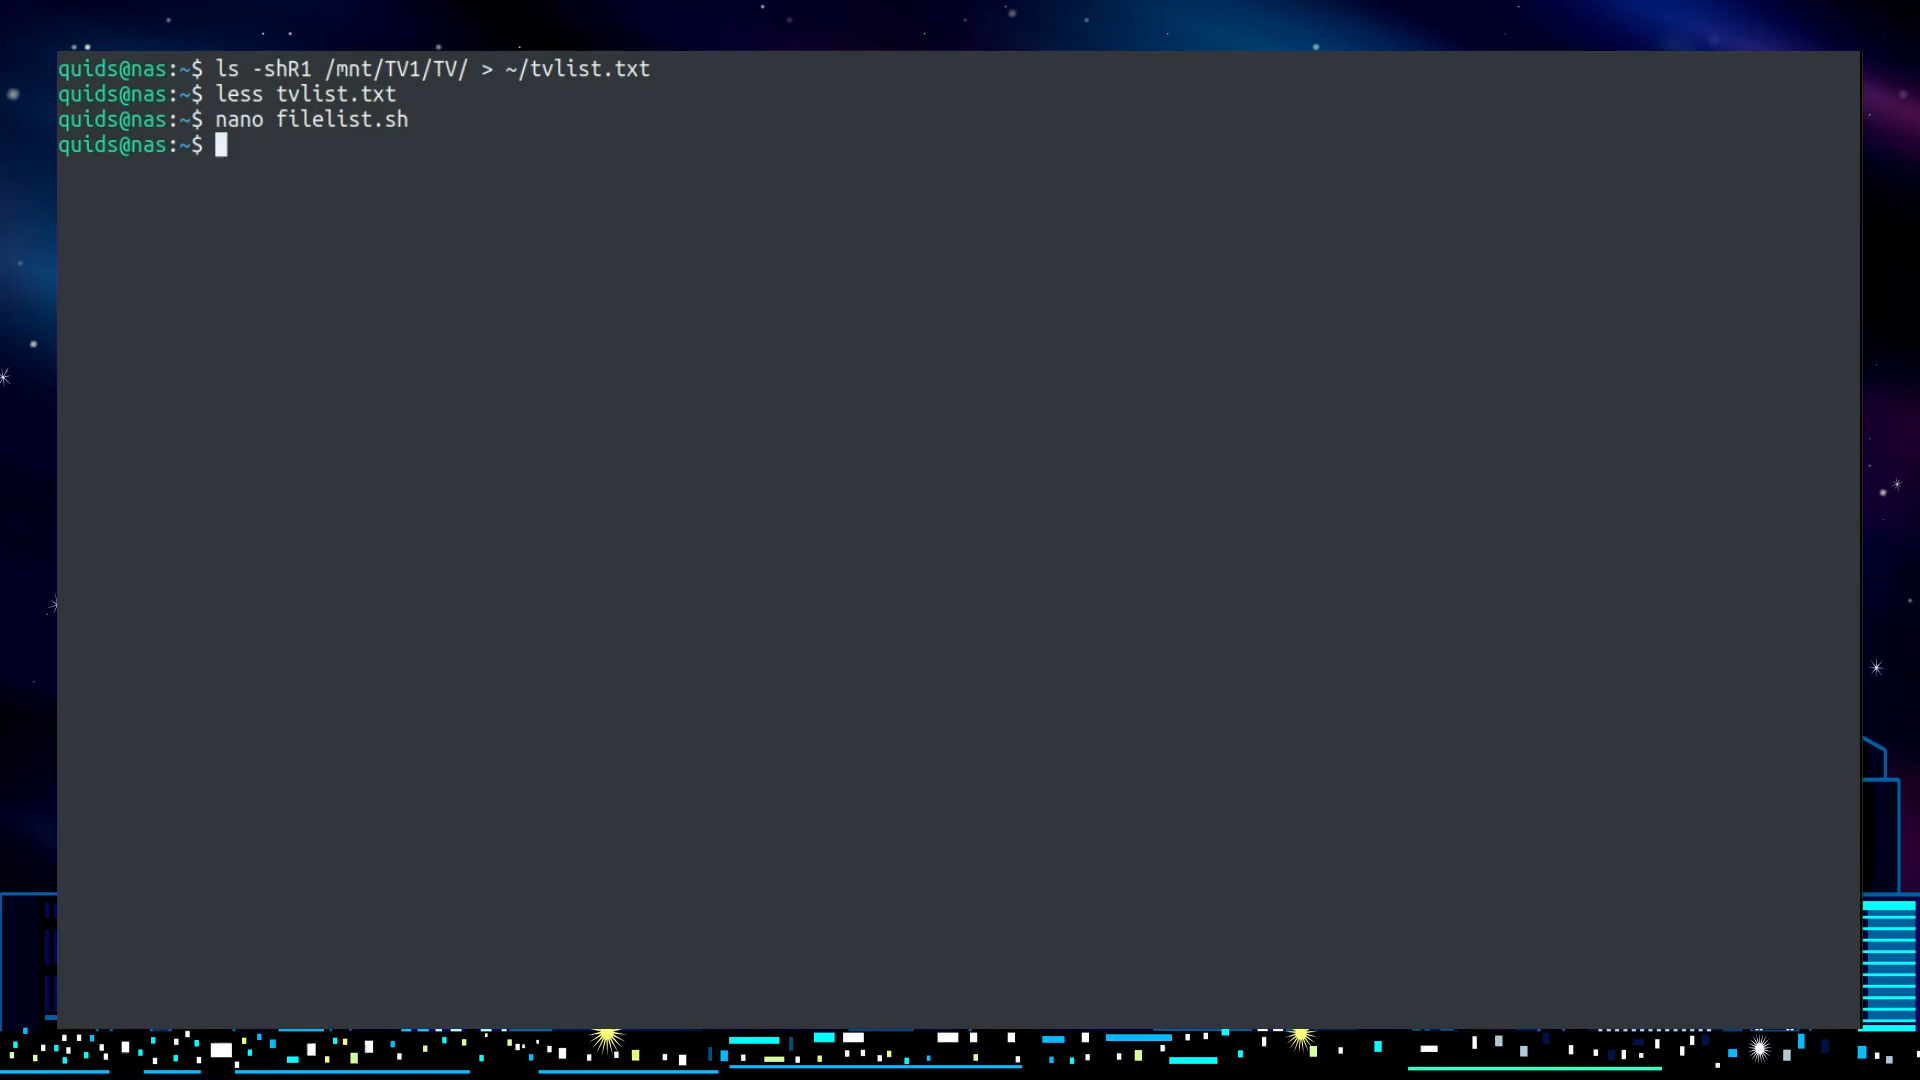 quids@nas:~$ ls -shR1 /mnt/TV1/TV/ > ~/tvlist.txt
quids@nas:~$ less tvlist.txt
quids@nas:~$ nano filelist.sh
quids@nas:~$